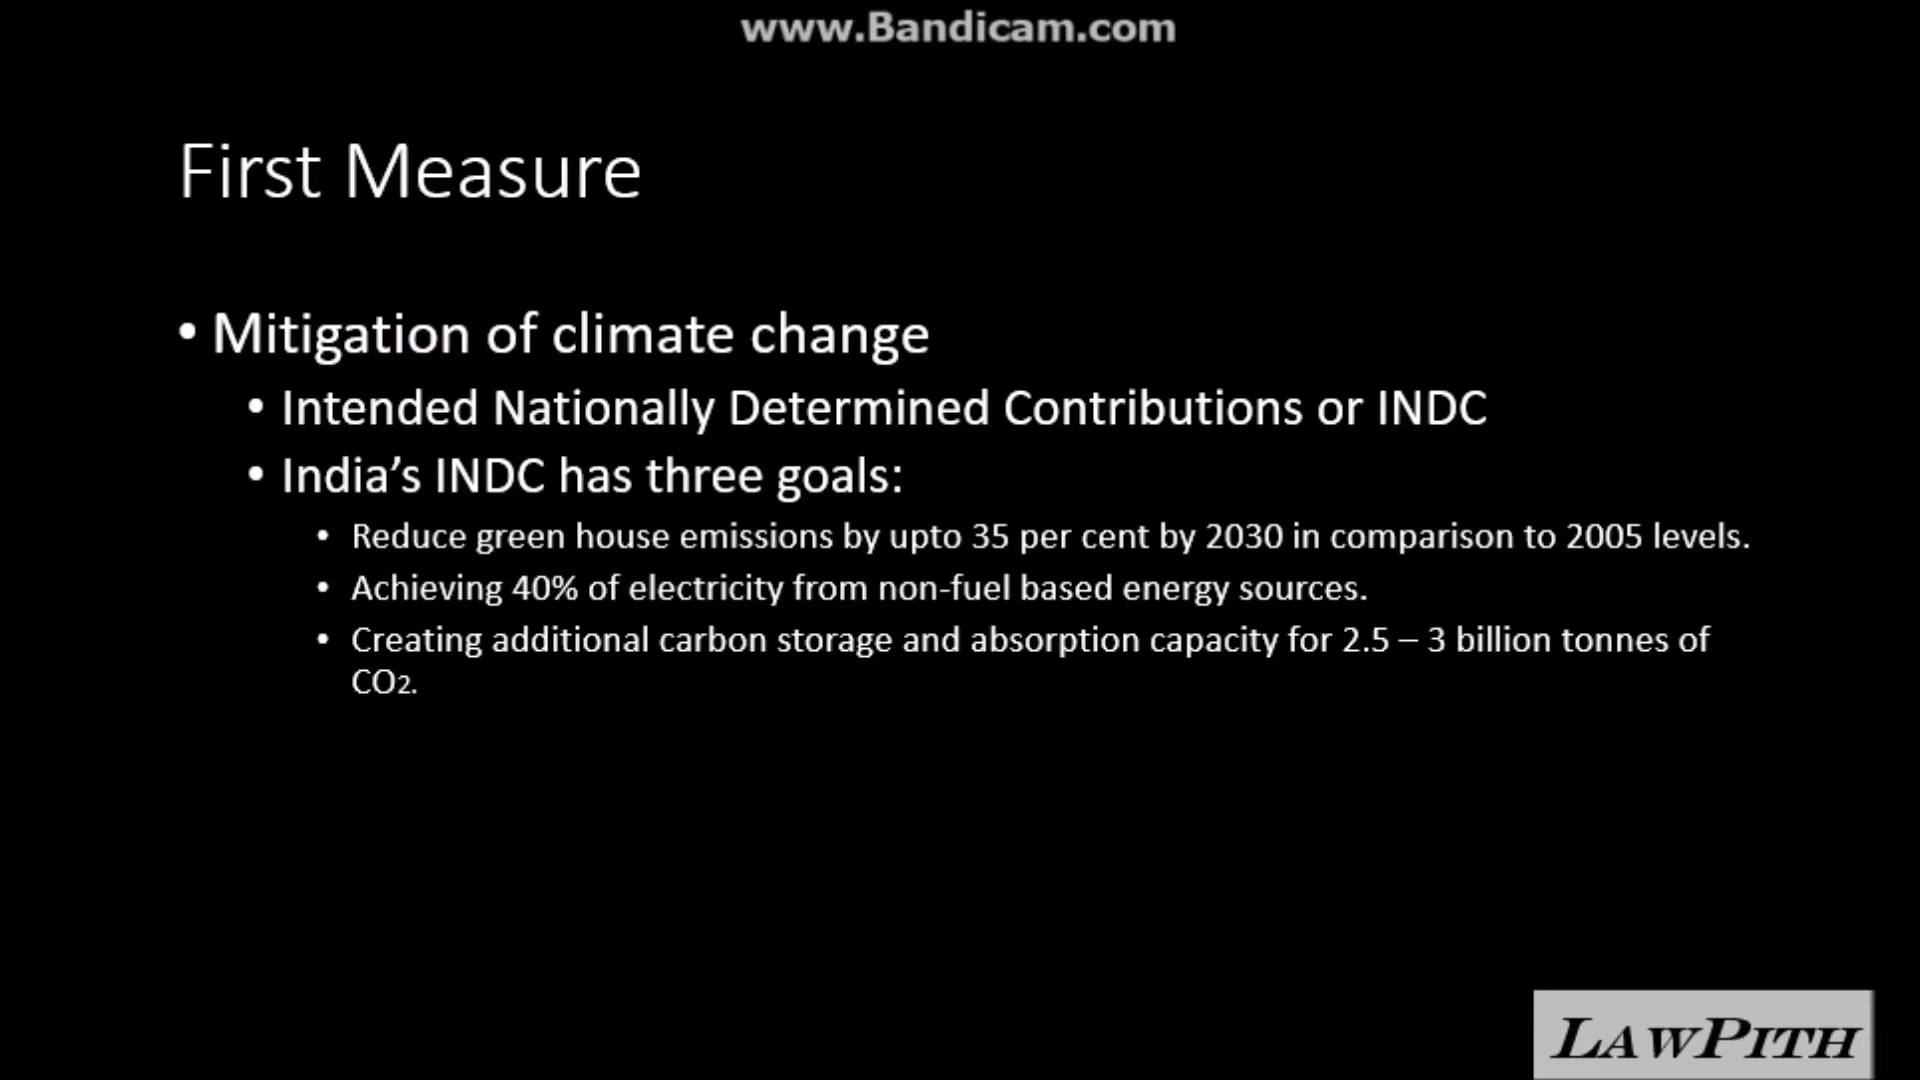 www.Bandicam.com
First Measure
• Mitigation of climate change
• Intended Nationally Determined Contributions or INDC
• India’s INDC has three goals:
• Reduce green house emissions by upto 35 per cent by 2030 in comparison to 2005 levels.
• Achieving 40% of electricity from non-fuel based energy sources.
• Creating additional carbon storage and absorption capacity for 2.5 – 3 billion tonnes of
CO2.
LAWPITH